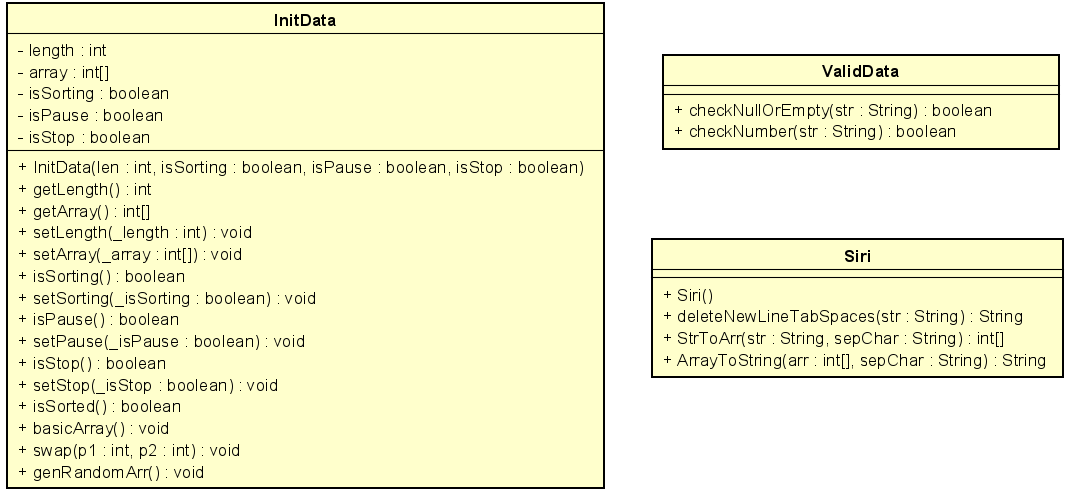 InitData
- length : int
- array : int[]
- isSorting : boolean
- isPause : boolean
- isStop : boolean
+ InitData(len : int, isSorting : boolean, isPause : boolean, isStop : boolean)
+ getLength() : int
+ getArray() : int[]
+ setLength(_length : int) : void
+ setArray(_array : int[]) : void
+ isSorting() : boolean
+ setSorting(_isSorting : boolean) : void
+ isPause() : boolean
+ setPause(_isPause : boolean) : void
+ isStop() : boolean
+ setStop(_isStop : boolean) : void
+ isSorted() : boolean
+ basicArray() : void
+ swap(p1 : int, p2 : int) : void
+ genRandomArr() : void
ValidData
+ checkNullOrEmpty(str : String) : boolean
+ checkNumber(str : String) : boolean
Siri
+ Siri()
+ deleteNewLineTabSpaces(str : String) : String
+ StrToArr(str : String, sepChar : String) : int[]
+ ArrayToString(arr : int[], sepChar : String) : String